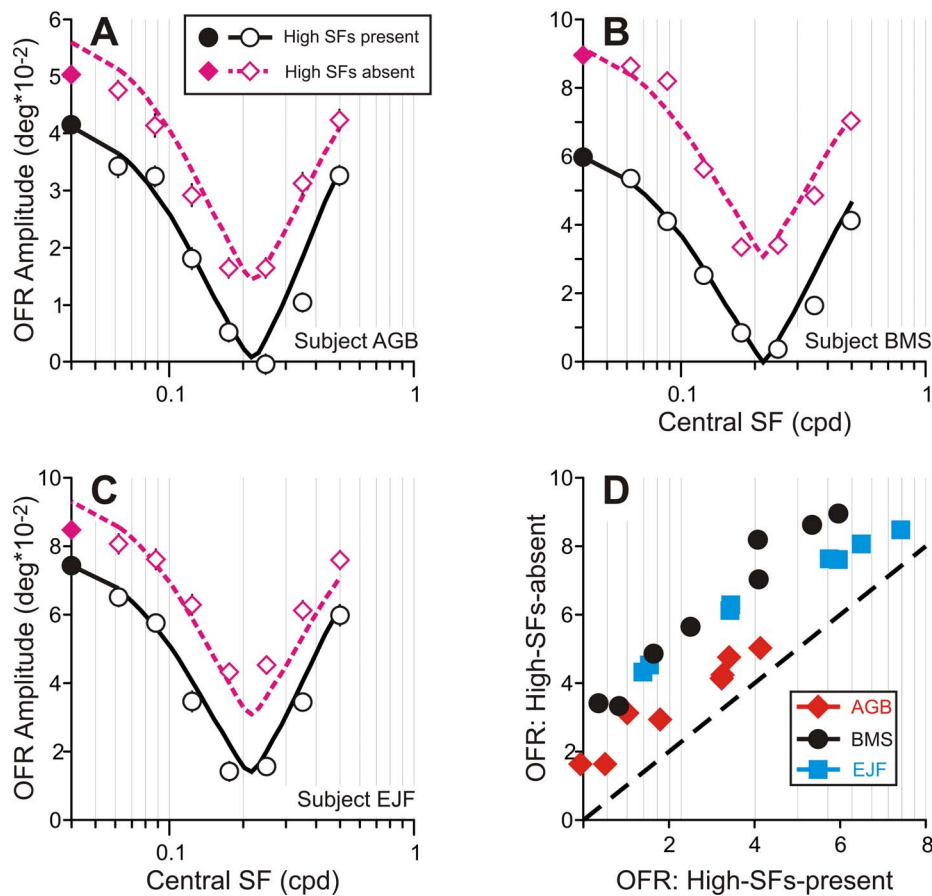 A
High SFs present
High SFs absent
OFR Amplitude (deg*10-2)
6
5
4
3
2
1
0
0.1
1
Subject AGB
B
10
8
6
4
2
0
0.1
1
Subject BMS
Central SF (cpd)
C
OFR Amplitude (deg*10-2)
10
8
6
4
2
0
0.1
1
Subject EJF
Central SF (cpd)
D
OFR: High-SFs-absent
10
8
6
4
2
0
2
4
6
8
AGB
BMS
EJF
OFR: High-SFs-present